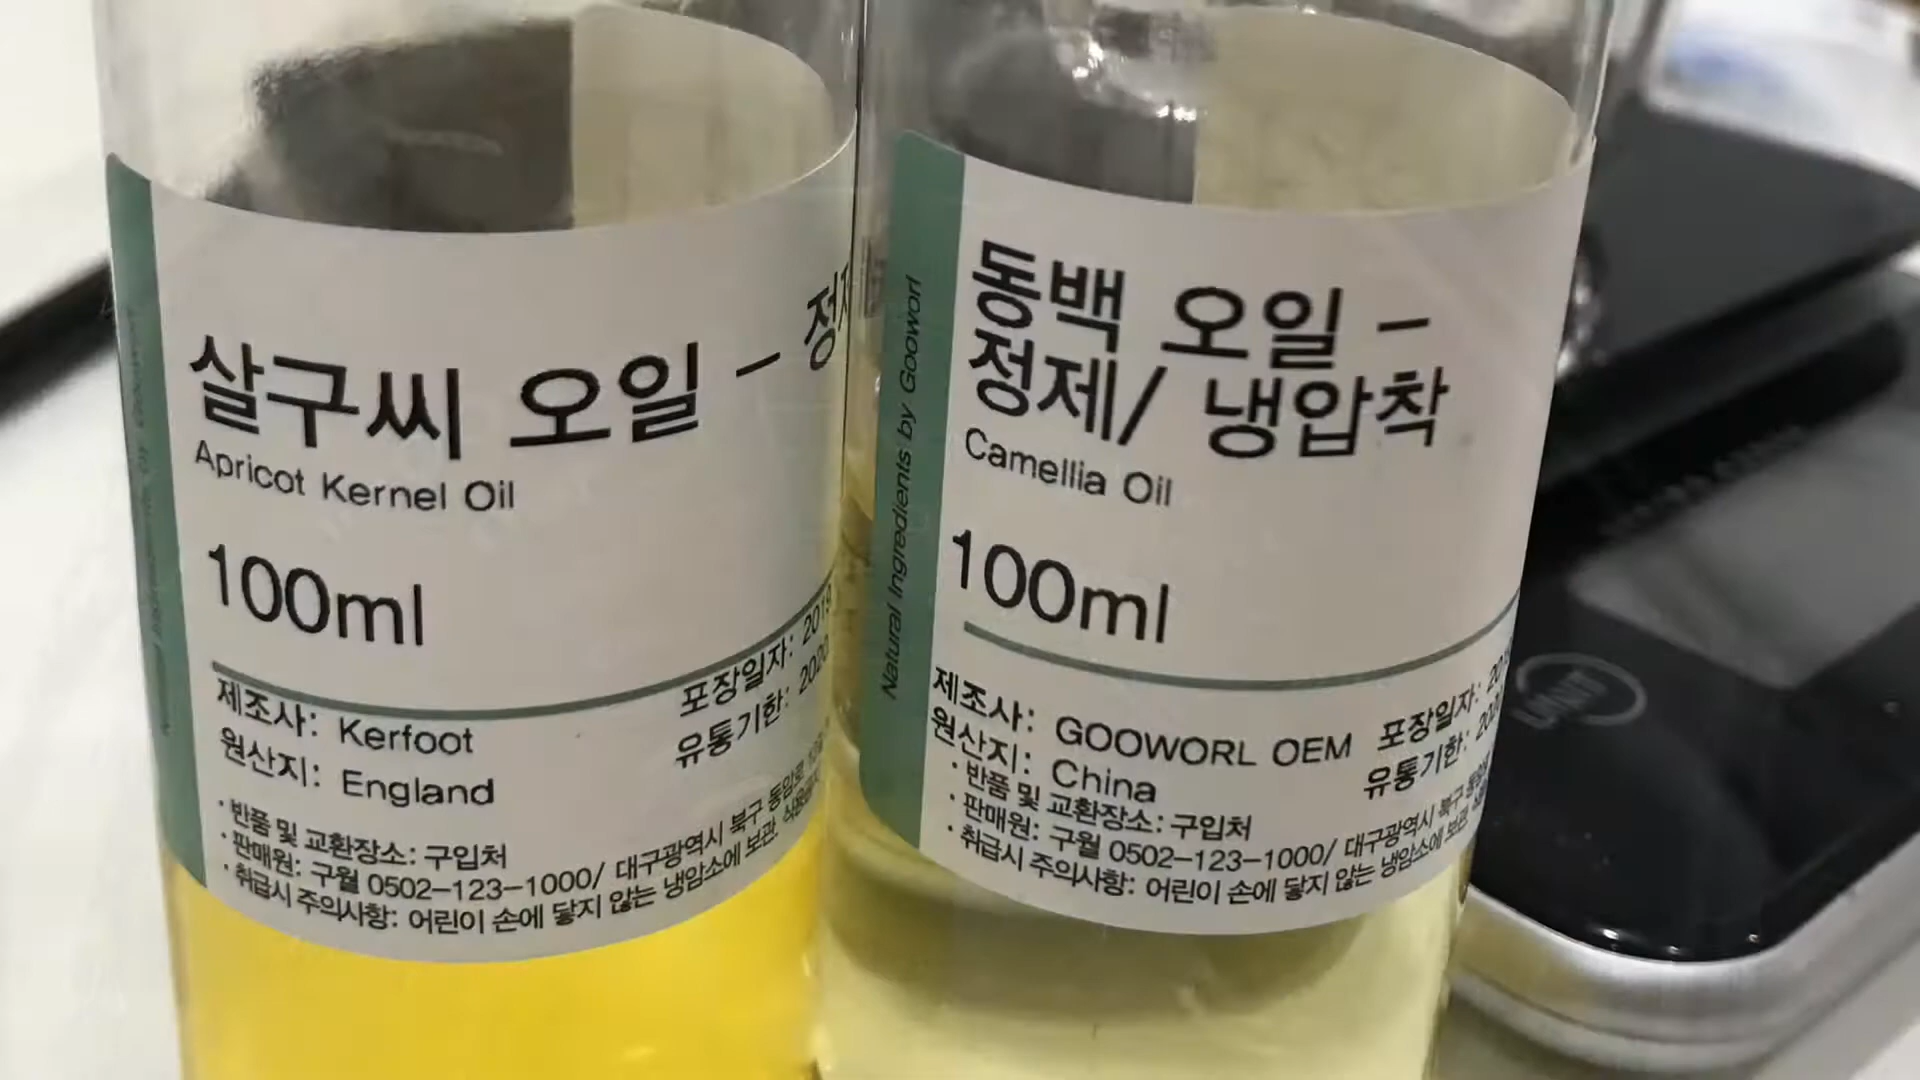 살구씨 오일 -
Apricot Kernel Oil
100ml
제조사: Kerfoot
포장일자: 2019
원산지: England
유통기한: 2020
· 반품 및 교환장소: 구입처
· 판매원: 구월 0502-123-1000/ 대구광역시 북구 동암로
· 취급시 주의사항: 어린이 손에 닿지 않는 냉암소에 보관,
Natural Ingredients by Gooworl
동백 오일 -
정제/ 냉압착
Camellia Oil
100ml
제조사: GOOWORL OEM
포장일자:
원산지: China
유통기한:
· 반품 및 교환장소: 구입처
· 판매원: 구월 0502-123-1000/ 대구광역시 북구
· 취급시 주의사항: 어린이 손에 닿지 않는 냉암소에 보관,
UNIT